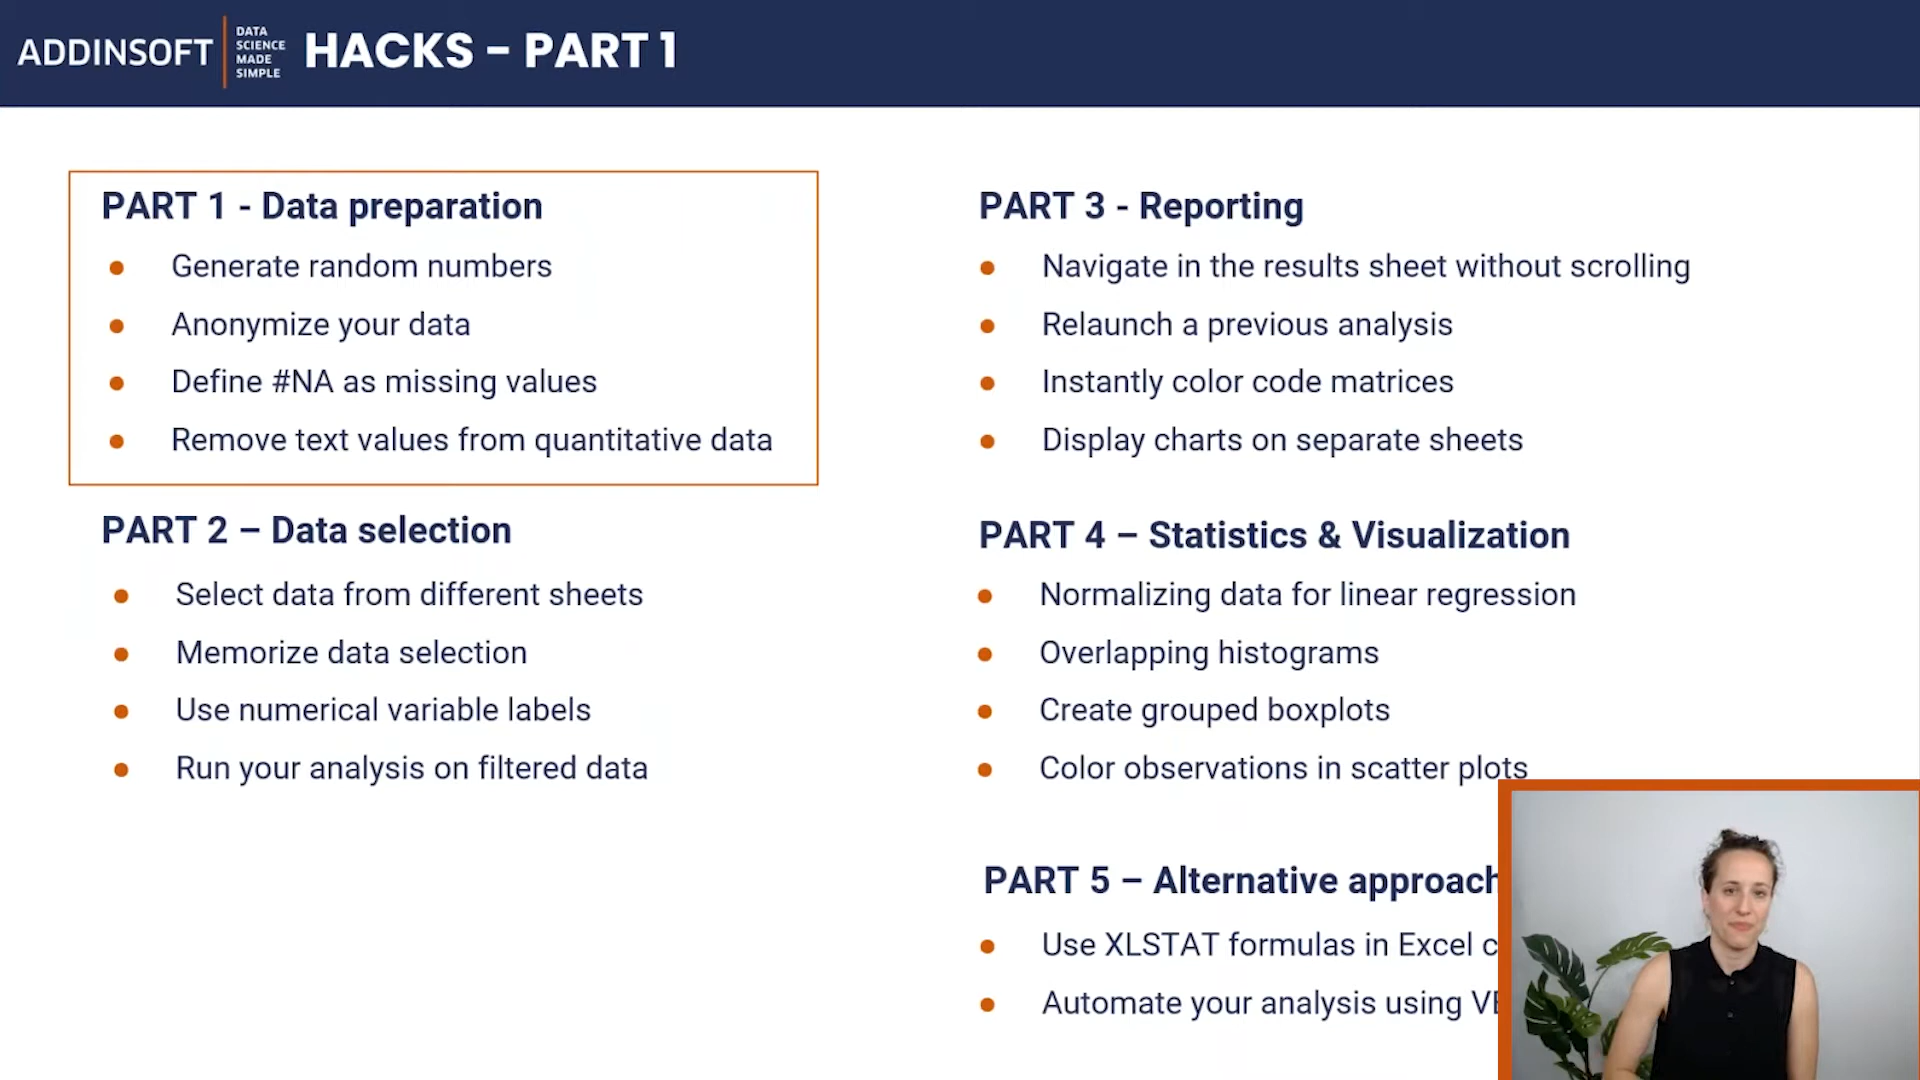 ADDINSOFT
DATA
SCIENCE
MADE
SIMPLE
HACKS – PART 1
PART 1 - Data preparation
Generate random numbers
Anonymize your data
Define #NA as missing values
Remove text values from quantitative data
PART 2 – Data selection
Select data from different sheets
Memorize data selection
Use numerical variable labels
Run your analysis on filtered data
PART 3 - Reporting
Navigate in the results sheet without scrolling
Relaunch a previous analysis
Instantly color code matrices
Display charts on separate sheets
PART 4 – Statistics & Visualization
Normalizing data for linear regression
Overlapping histograms
Create grouped boxplots
Color observations in scatter plots
PART 5 – Alternative approach
Use XLSTAT formulas in Excel
Automate your analysis using